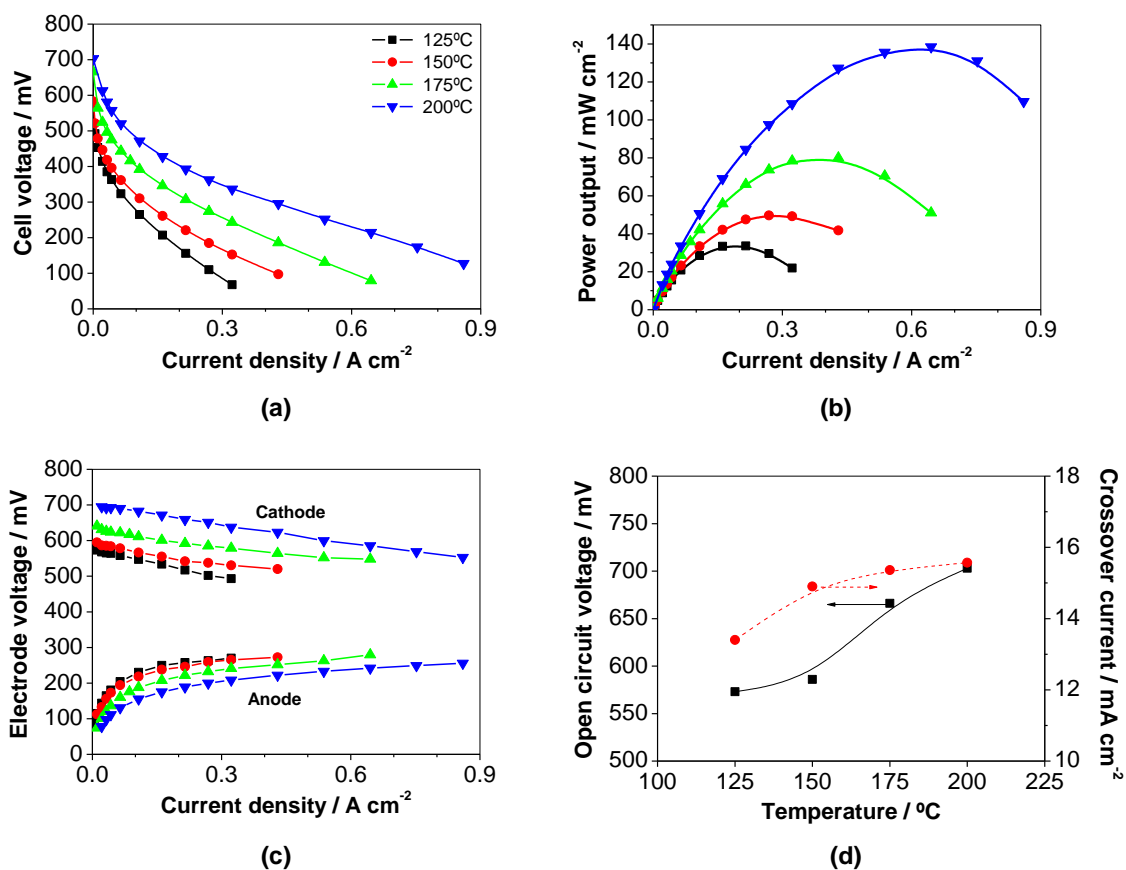 800
700
600
500
400
300
200
100
0
Cell voltage / mV
125ºC
150ºC
175ºC
200ºC
0.0 0.3 0.6 0.9
Current density / A cm-2
(a)
140
120
100
80
60
40
20
0
Power output / mW cm-2
0.0 0.3 0.6 0.9
Current density / A cm-2
(b)
800
700
600
500
400
300
200
100
0
Electrode voltage / mV
Cathode
Anode
0.0 0.3 0.6 0.9
Current density / A cm-2
(c)
800
750
700
650
600
550
500
Open circuit voltage / mV
18
16
14
12
10
Crossover current / mA cm-2
100 125 150 175 200 225
Temperature / ºC
(d)